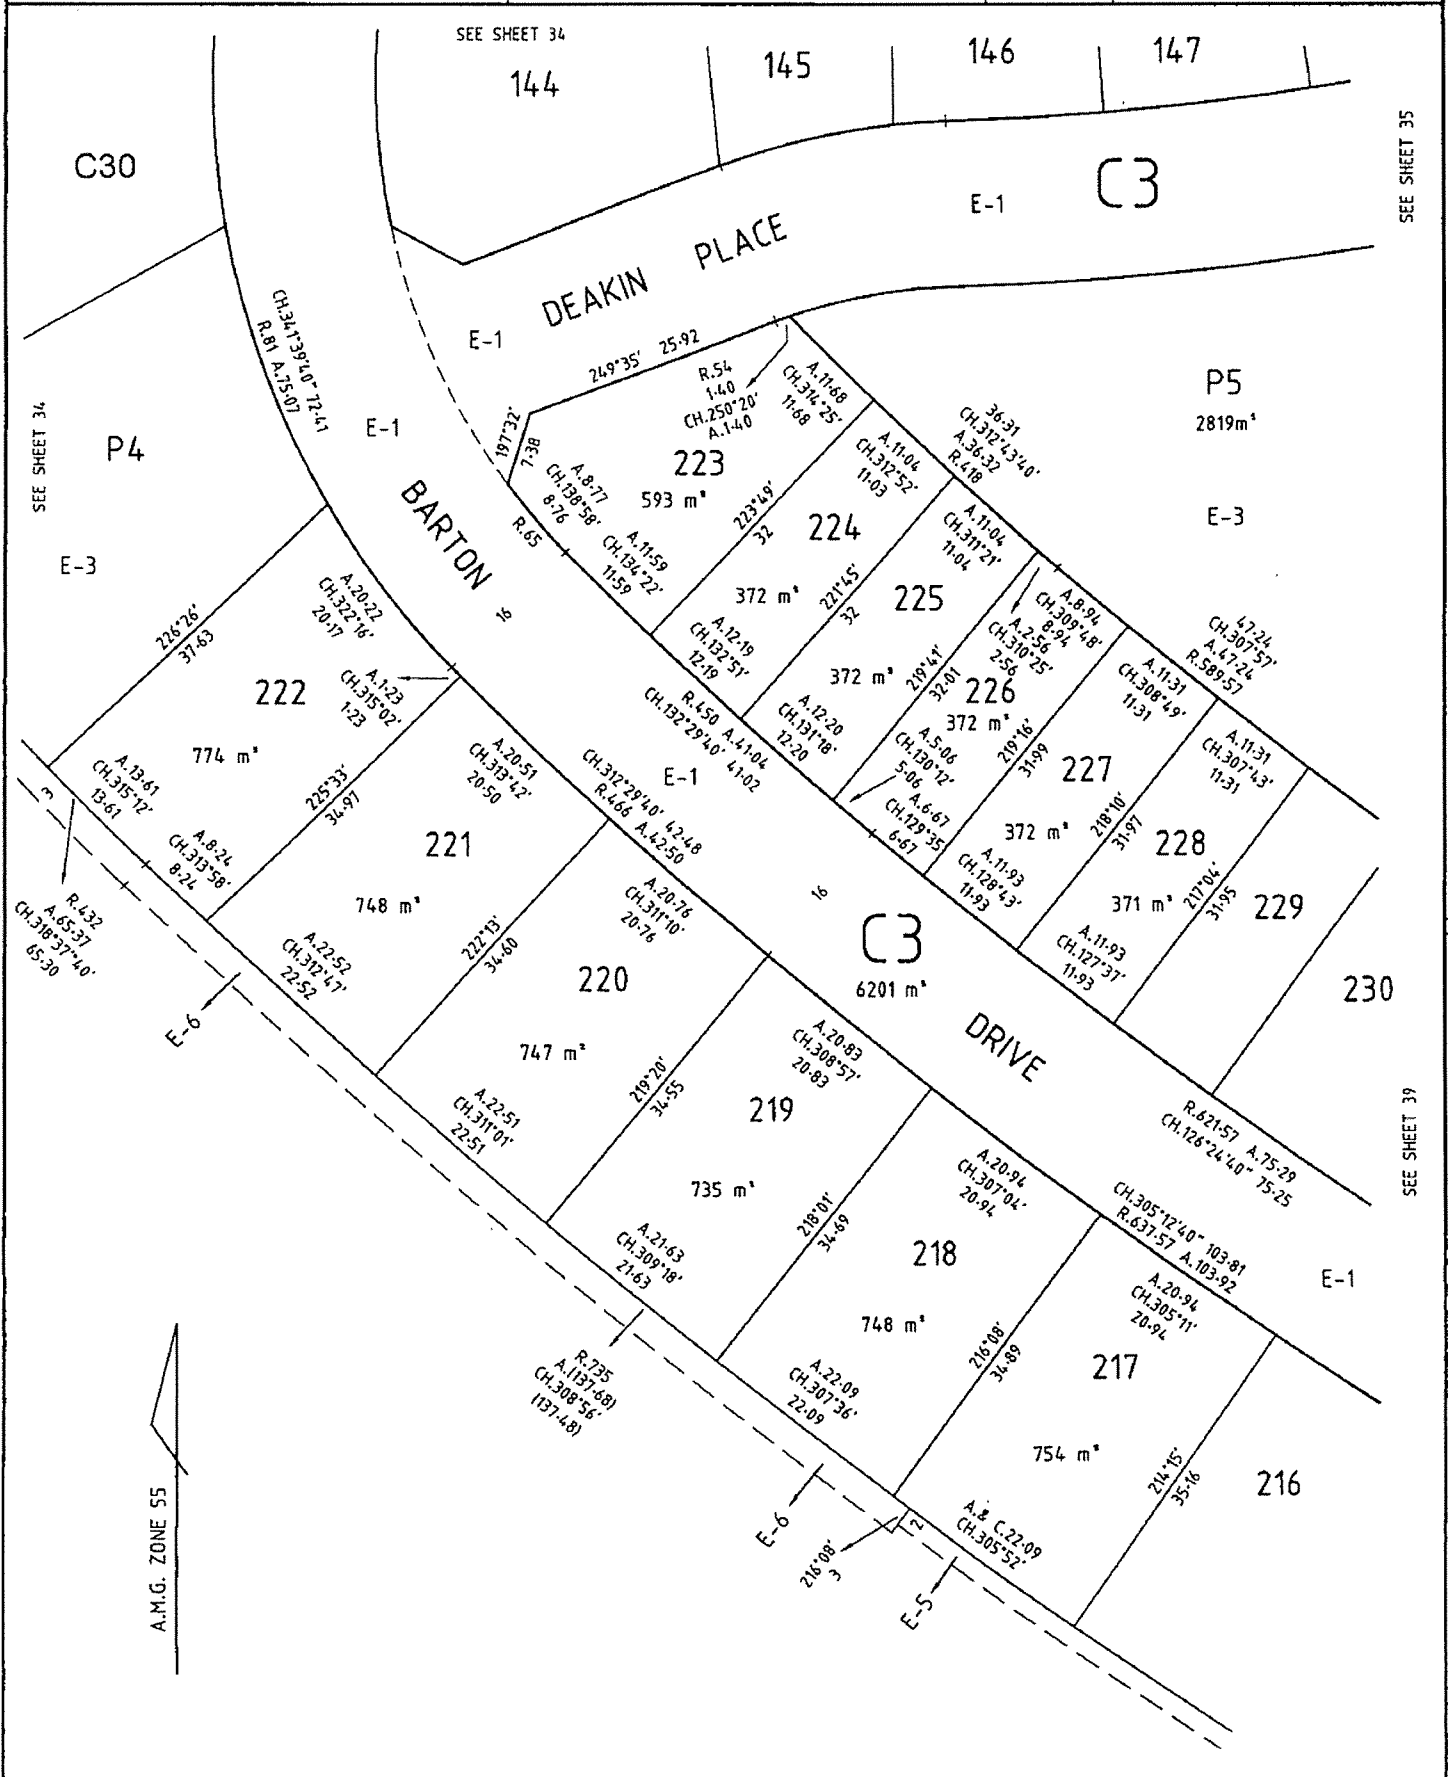 SEE SHEET 34
144
145
146
147
C30
C3
E-1
SEE SHEET 35
DEAKIN PLACE
E-1
CH.341°39'40" 72·41
R.81 A.75·07
249°35' 25·92
R.54
1·40
CH.250°20'
A.1·40
A.11·68
CH.314°25'
11·68
P5
2819m²
E-3
SEE SHEET 34
P4
E-3
E-1
197°32'
7·38
223
593 m²
A.8·77
CH.138°58'
8·76
R.65
A.11·59
CH.134°22'
11·59
223°49'
32
A.11·04
CH.312°52'
11·03
36·31
CH.312°43'40"
A.36·32
R.418
BARTON
16
224
372 m²
A.12·19
CH.132°51'
12·19
221°45'
32
A.11·04
CH.311°21'
11·04
225
372 m²
A.12·20
CH.131°18'
12·20
219°41'
32·01
A.8·94
CH.309°48'
8·94
A.2·56
CH.310°25'
2·56
226
372 m²
A.5·06
CH.130°12'
5·06
A.6·67
CH.129°35'
6·67
219°16'
31·99
47·24
CH.307°57'
A.47·24
R.589·57
A.11·31
CH.308°49'
11·31
227
372 m²
A.11·93
CH.128°43'
11·93
218°10'
31·97
A.11·31
CH.307°43'
11·31
228
371 m²
A.11·93
CH.127°37'
11·93
217°04'
31·95
229
230
226°26'
37·63
A.20·22
CH.322°16'
20·17
222
774 m²
A.1·23
CH.315°02'
1·23
A.13·61
CH.315°12'
13·61
3
A.8·24
CH.313°58'
8·24
R.432
A.65·37
CH.318°37'40"
65·30
225°33'
34·97
A.20·51
CH.313°42'
20·50
221
748 m²
A.22·52
CH.312°47'
22·52
E-6
R.450 A.41·04
CH.132°29'40" 41·02
E-1
CH.312°29'40" 42·48
R.466 A.42·50
222°13'
34·60
A.20·76
CH.311°10'
20·76
220
747 m²
A.22·51
CH.311°01'
22·51
16
C3
6201 m²
DRIVE
219°20'
34·55
A.20·83
CH.308°57'
20·83
219
735 m²
A.21·63
CH.309°18'
21·63
R.735
A.(137·68)
CH.308°56'
(137·48)
218°01'
34·69
A.20·94
CH.307°04'
20·94
218
748 m²
A.22·09
CH.307°36'
22·09
R.621·57 A.75·29
CH.126°24'40" 75·25
SEE SHEET 39
CH.305°12'40" 103·81
R.637·57 A.103·92
E-1
216°08'
34·89
A.20·94
CH.305°11'
20·94
217
754 m²
A.& C.22·09
CH.305°52'
214°15'
35·16
216
E-6
216°08'
3
2
E-5
A.M.G. ZONE 55